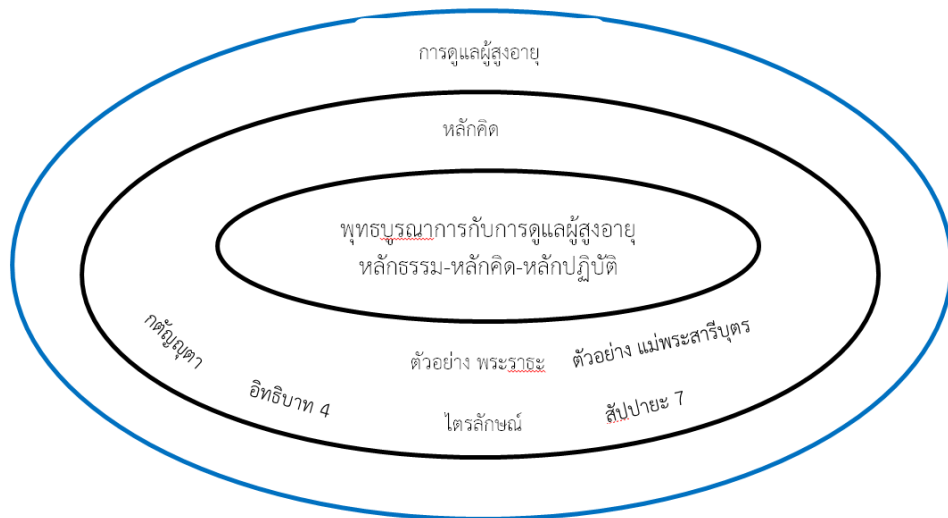 การดูแลผู้สูงอายุ
หลักคิด
พุทธบูรณาการกับการดูแลผู้สูงอายุ
หลักธรรม-หลักคิด-หลักปฏิบัติ
กตัญญุตา
ตัวอย่าง พระราธะ
ตัวอย่าง แม่พระสารีบุตร
อิทธิบาท 4
ไตรลักษณ์
สัปปายะ 7